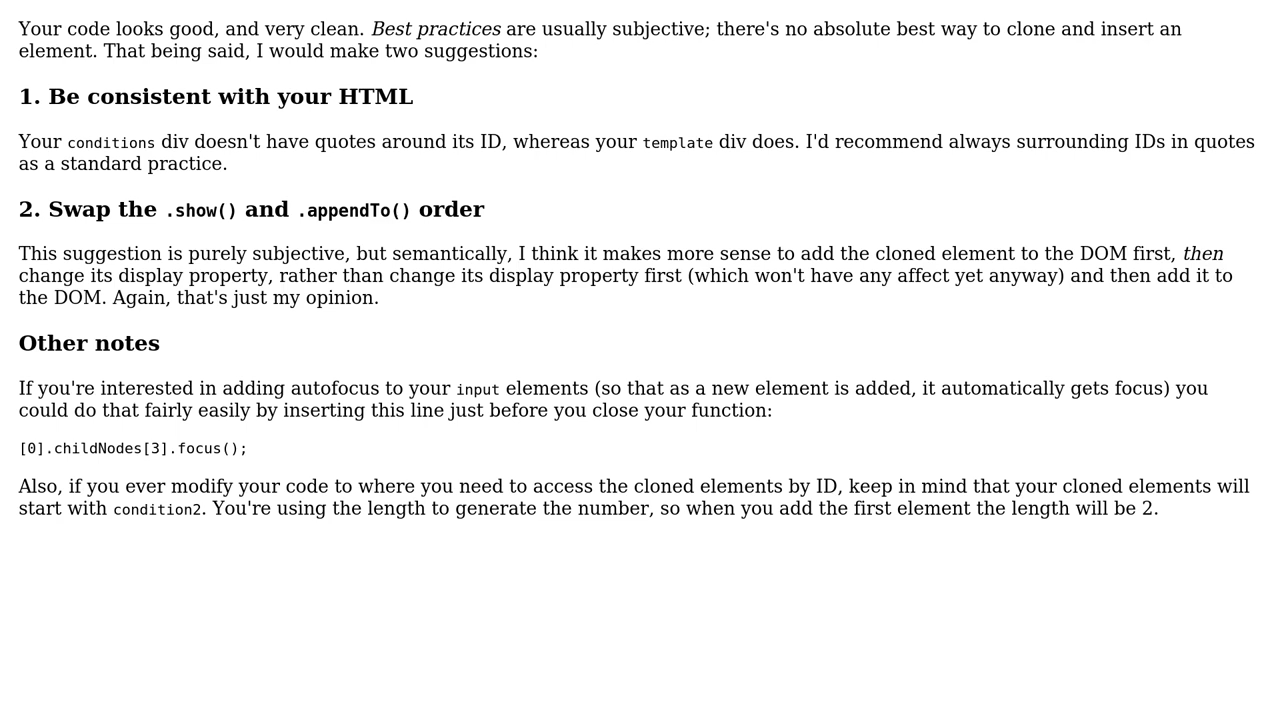 Your code looks good, and very clean. Best practices are usually subjective; there's no absolute best way to clone and insert an
element. That being said, I would make two suggestions:
1. Be consistent with your HTML
Your conditions div doesn't have quotes around its ID, whereas your template div does. I'd recommend always surrounding IDs in quotes
as a standard practice.
2. Swap the .show() and .appendTo() order
This suggestion is purely subjective, but semantically, I think it makes more sense to add the cloned element to the DOM first, then
change its display property, rather than change its display property first (which won't have any affect yet anyway) and then add it to
the DOM. Again, that's just my opinion.
Other notes
If you're interested in adding autofocus to your input elements (so that as a new element is added, it automatically gets focus) you
could do that fairly easily by inserting this line just before you close your function:
[0].childNodes[3].focus();
Also, if you ever modify your code to where you need to access the cloned elements by ID, keep in mind that your cloned elements will
start with condition2. You're using the length to generate the number, so when you add the first element the length will be 2.